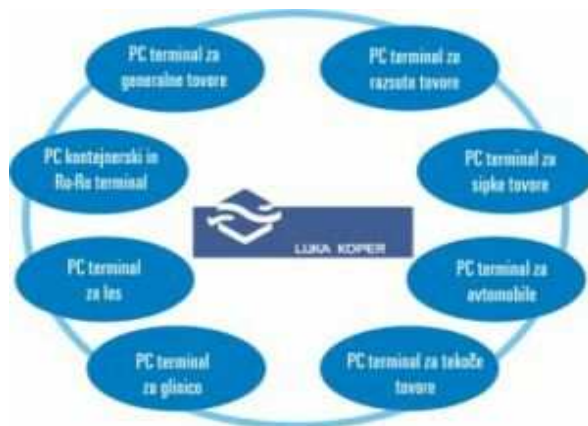 PC terminal za
generalne tovore
PC terminal za
razsute tovore
PC kontejnerski in
Ro-Ro terminal
PC terminal za
sipke tovore
LUKA KOPER
PC terminal
za les
PC terminal za
avtomobile
PC terminal
za glinico
PC terminal za tekoče
tovore